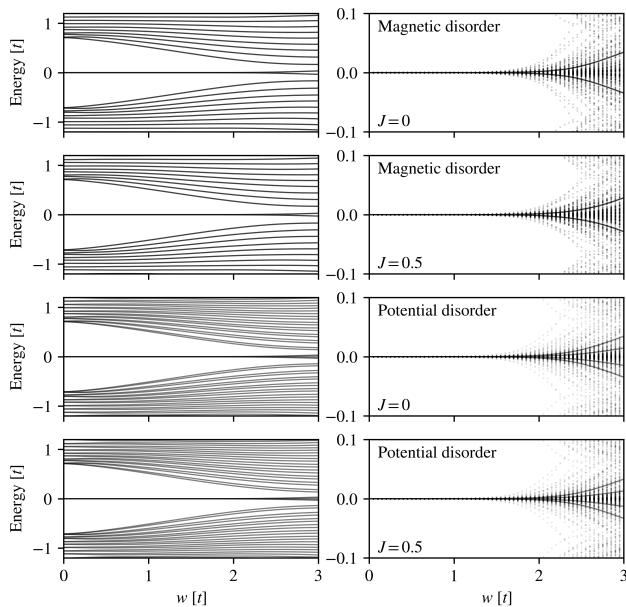 Energy [t]
1
0
−1
0.1
0.0
−0.1
Magnetic disorder
J = 0
Energy [t]
1
0
−1
0.1
0.0
−0.1
Magnetic disorder
J = 0.5
Energy [t]
1
0
−1
0.1
0.0
−0.1
Potential disorder
J = 0
Energy [t]
1
0
−1
0.1
0.0
−0.1
Potential disorder
J = 0.5
0 1 2 3
0 1 2 3
w [t]
w [t]